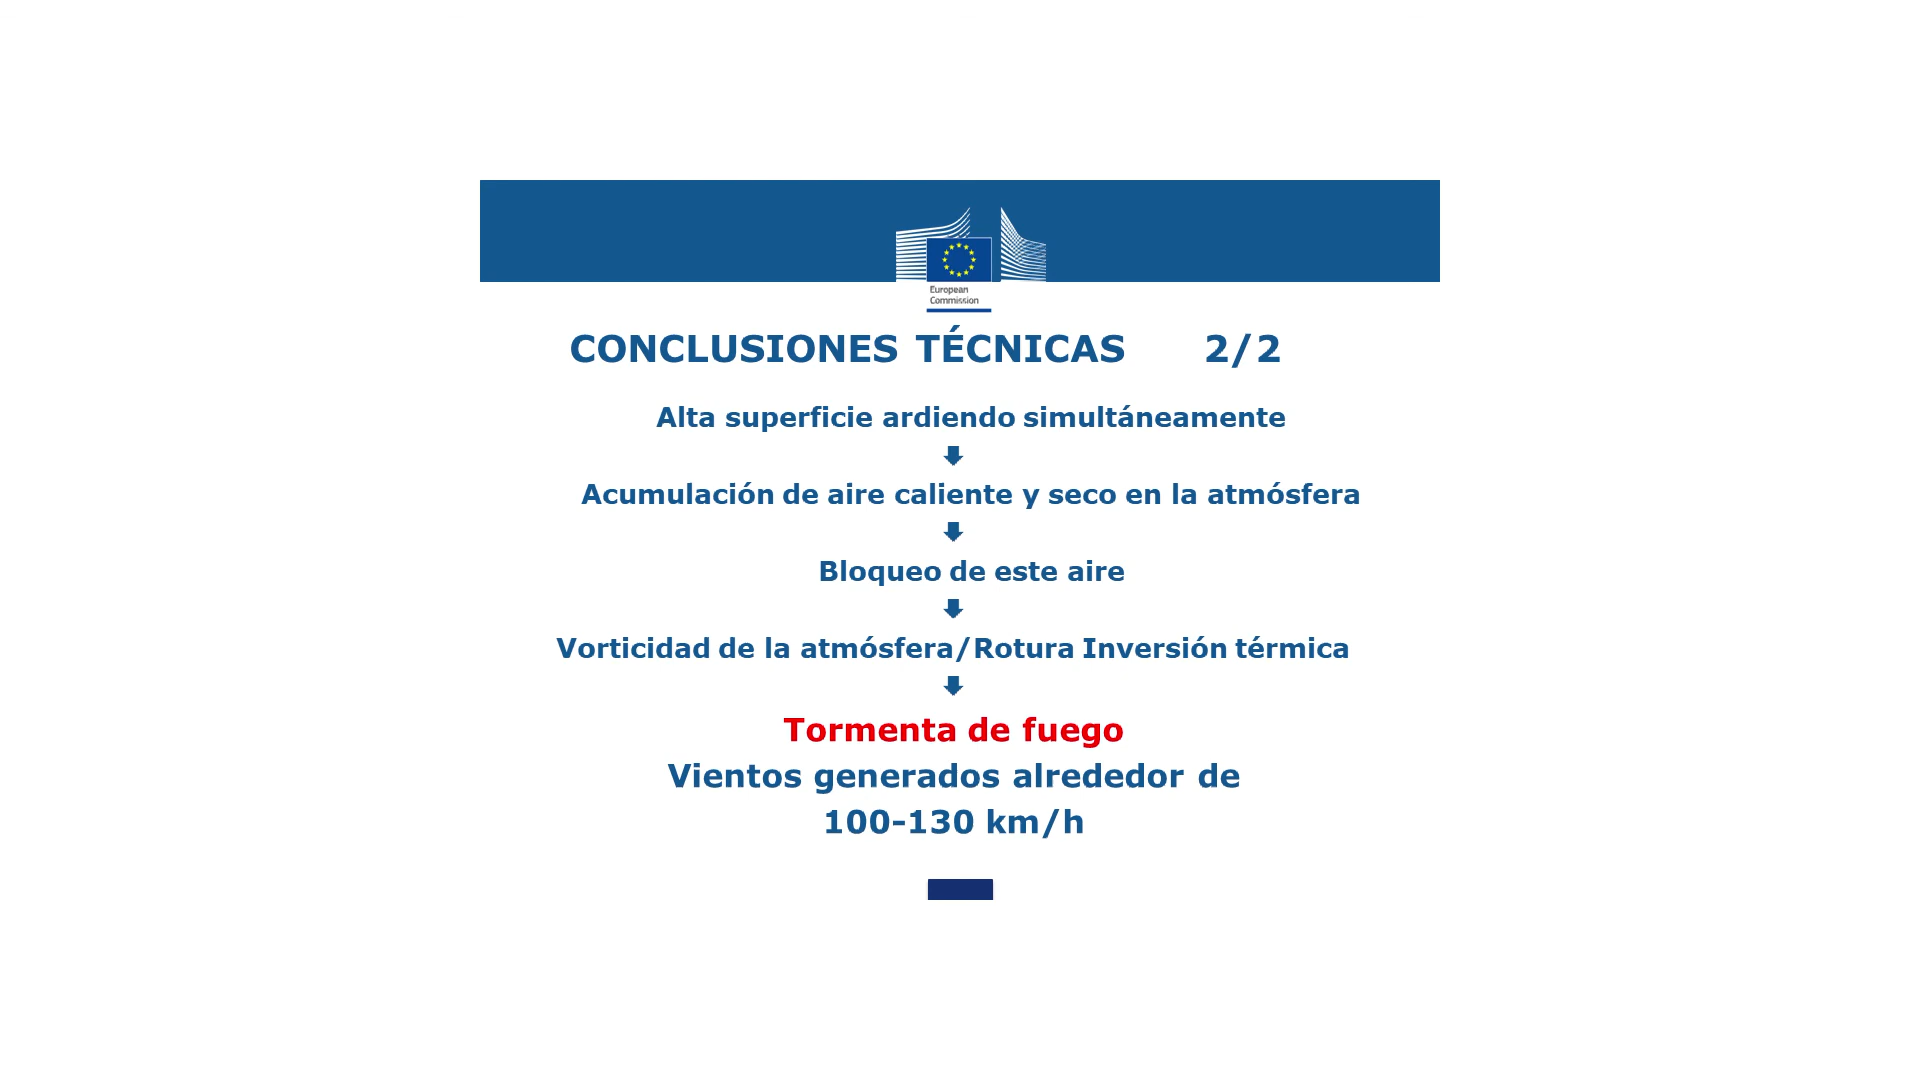 European
Commission
CONCLUSIONES TÉCNICAS 2/2
Alta superficie ardiendo simultáneamente
Acumulación de aire caliente y seco en la atmósfera
Bloqueo de este aire
Vorticidad de la atmósfera/Rotura Inversión térmica
Tormenta de fuego
Vientos generados alrededor de
100-130 km/h